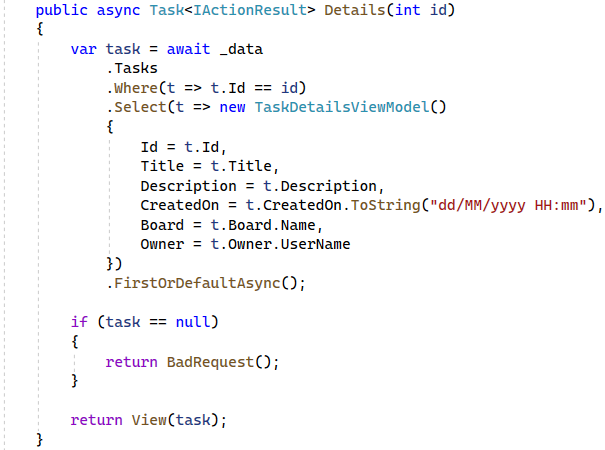 public async Task<IActionResult> Details(int id)
{
    var task = await _data
        .Tasks
        .Where(t => t.Id == id)
        .Select(t => new TaskDetailsViewModel()
        {
            Id = t.Id,
            Title = t.Title,
            Description = t.Description,
            CreatedOn = t.CreatedOn.ToString("dd/MM/yyyy HH:mm"),
            Board = t.Board.Name,
            Owner = t.Owner.UserName
        })
        .FirstOrDefaultAsync();

    if (task == null)
    {
        return BadRequest();
    }

    return View(task);
}